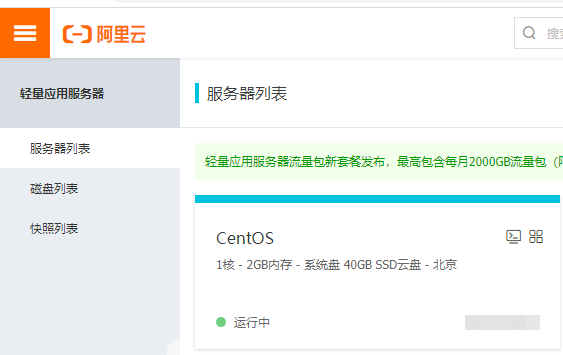 阿里云
搜索
轻量应用服务器
服务器列表
服务器列表
磁盘列表
快照列表
轻量应用服务器流量包新套餐发布，最高包含每月2000GB流量包（
CentOS
1核 - 2GB内存 - 系统盘 40GB SSD云盘 - 北京
运行中